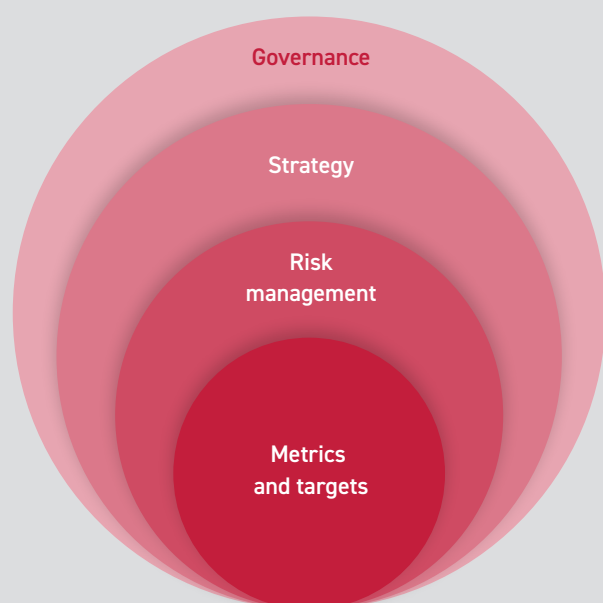 Governance
Strategy
Risk
management
Metrics
and targets